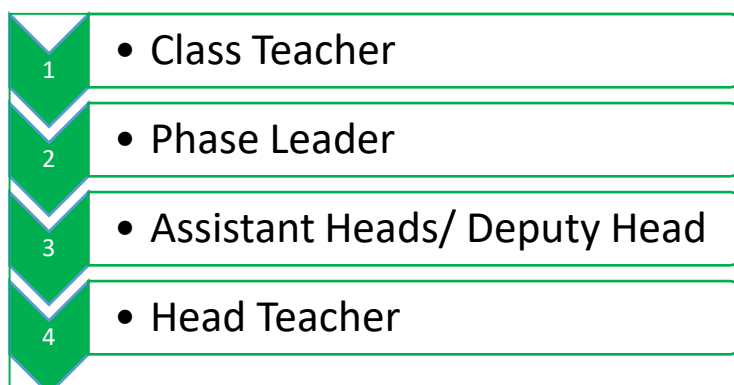 1 • Class Teacher
2 • Phase Leader
3 • Assistant Heads/ Deputy Head
4 • Head Teacher